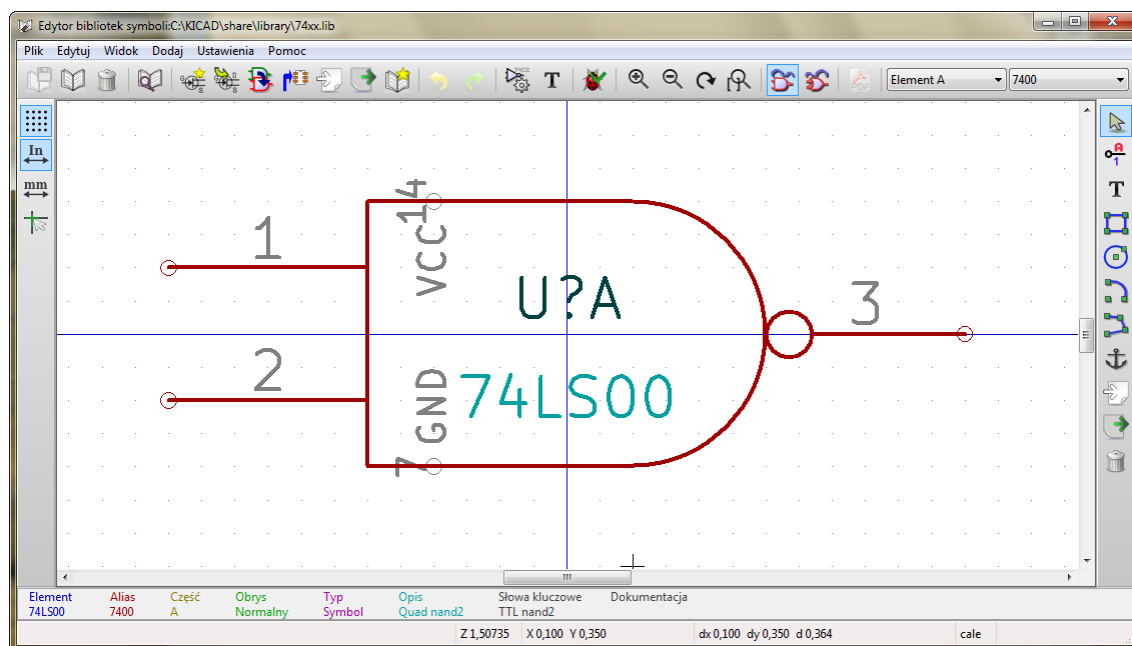 Edytor bibliotek symboli:C:\KICAD\share\library\74xx.lib
Plik Edytuj Widok Dodaj Ustawienia Pomoc
T Element A 7400
In
mm
A
1
T
14
VCC
1
U?A
3
2
GND
74LS00
7
Element Alias Część Obrys Typ Opis Słowa kluczowe Dokumentacja
74LS00 7400 A Normalny Symbol Quad nand2 TTL nand2
Z 1,50735 X 0,100 Y 0,350 dx 0,100 dy 0,350 d 0,364 cale